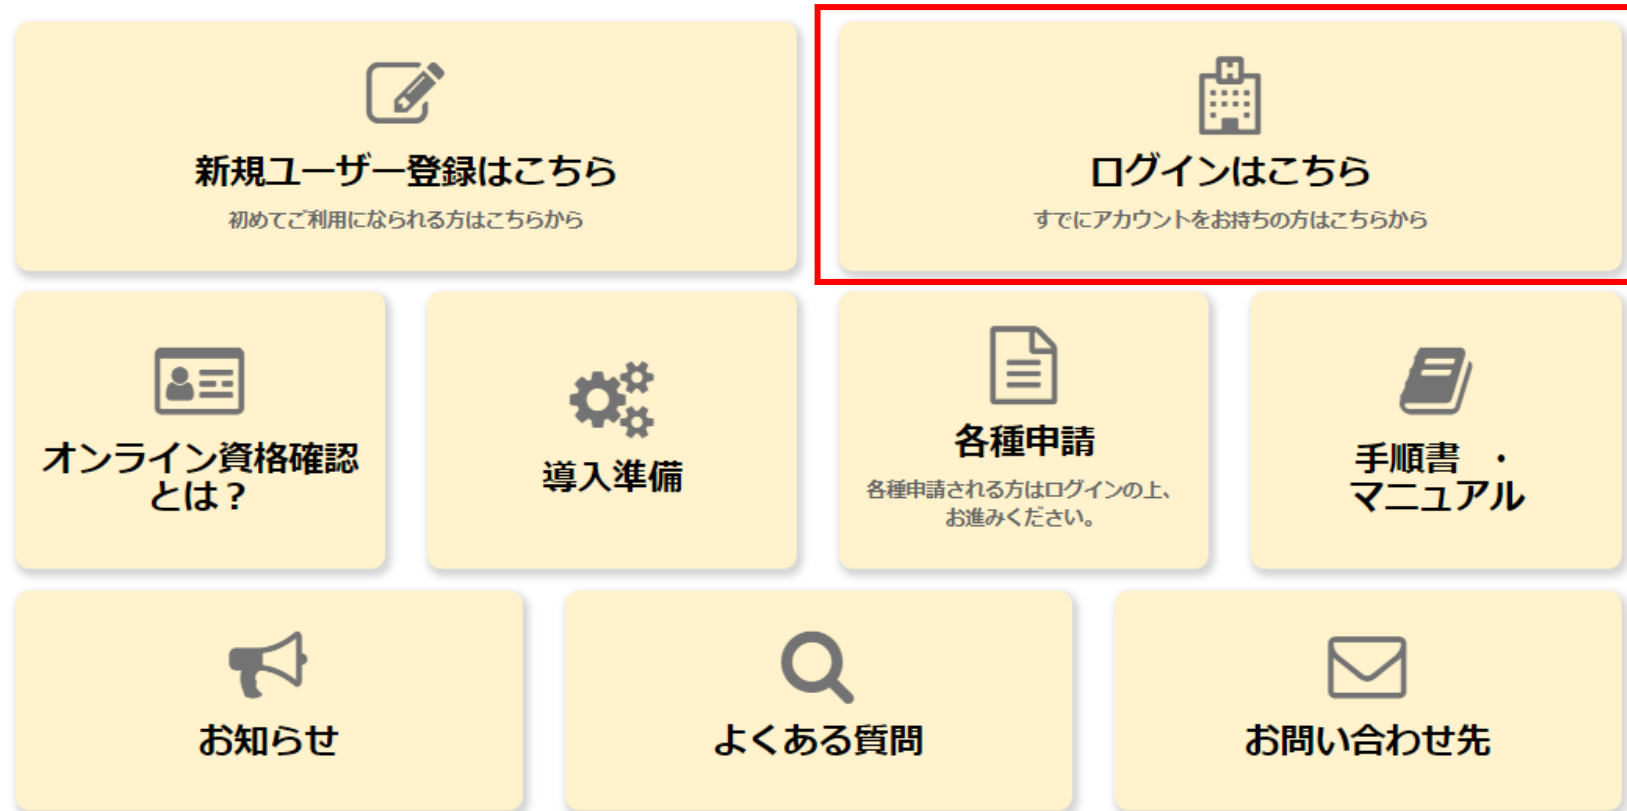 新規ユーザー登録はこちら
初めてご利用になられる方はこちらから
ログインはこちら
すでにアカウントをお持ちの方はこちらから
オンライン資格確認
とは？
導入準備
各種申請
各種申請される方はログインの上、
お進みください。
手順書　・
マニュアル
お知らせ
よくある質問
お問い合わせ先